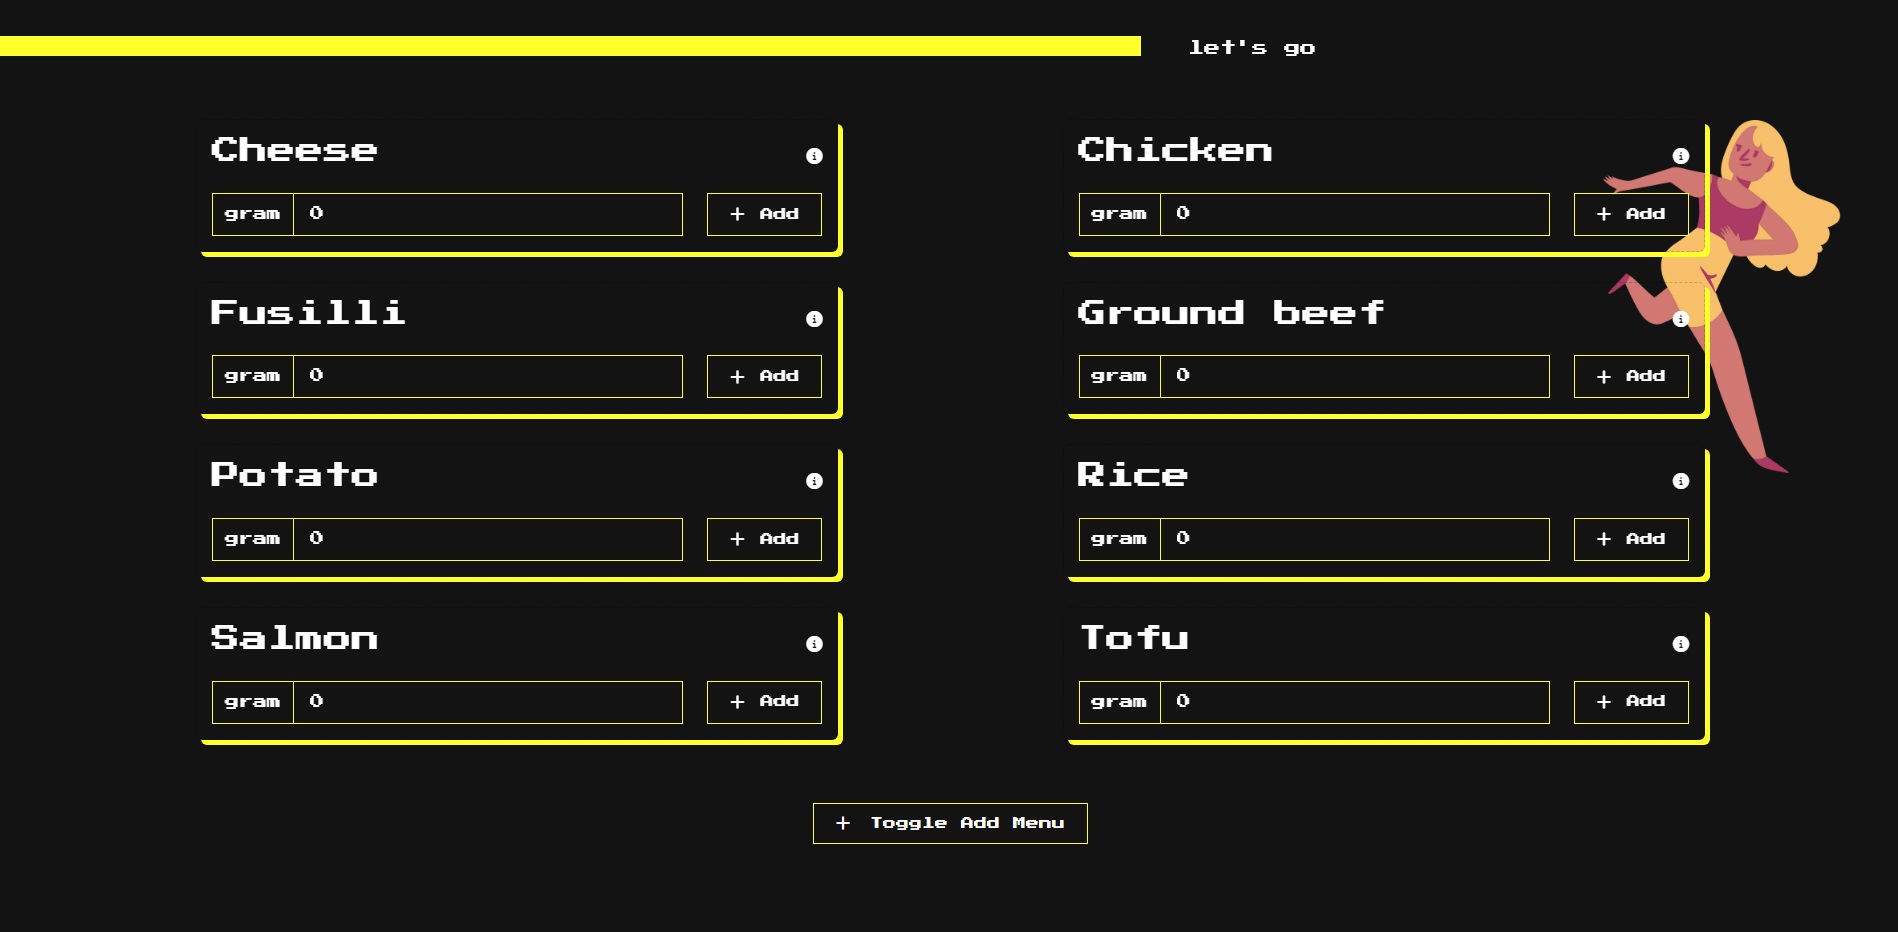 let's go
Cheese
gram 0 + Add
Chicken
gram 0 + Add
Fusilli
gram 0 + Add
Ground beef
gram 0 + Add
Potato
gram 0 + Add
Rice
gram 0 + Add
Salmon
gram 0 + Add
Tofu
gram 0 + Add
+ Toggle Add Menu